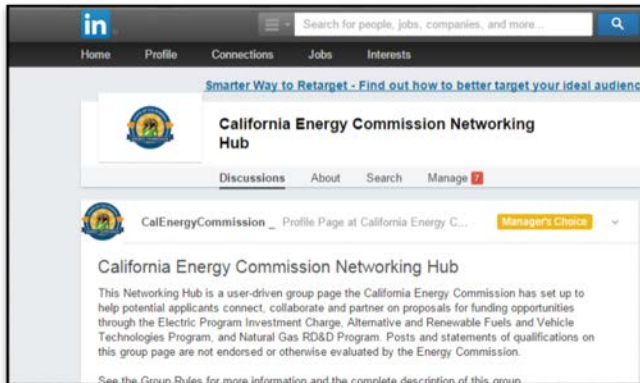 in
Search for people, jobs, companies, and more...
Home Profile Connections Jobs Interests
Smarter Way to Retarget - Find out how to better target your ideal audienc
California Energy Commission Networking
Hub
Discussions About Search Manage 7
CalEnergyCommission _ Profile Page at California Energy C... Manager's Choice
California Energy Commission Networking Hub
This Networking Hub is a user-driven group page the California Energy Commission has set up to
help potential applicants connect, collaborate and partner on proposals for funding opportunities
through the Electric Program Investment Charge, Alternative and Renewable Fuels and Vehicle
Technologies Program, and Natural Gas RD&D Program. Posts and statements of qualifications on
this group page are not endorsed or otherwise evaluated by the Energy Commission.
See the Group Rules for more information and the complete description of this group